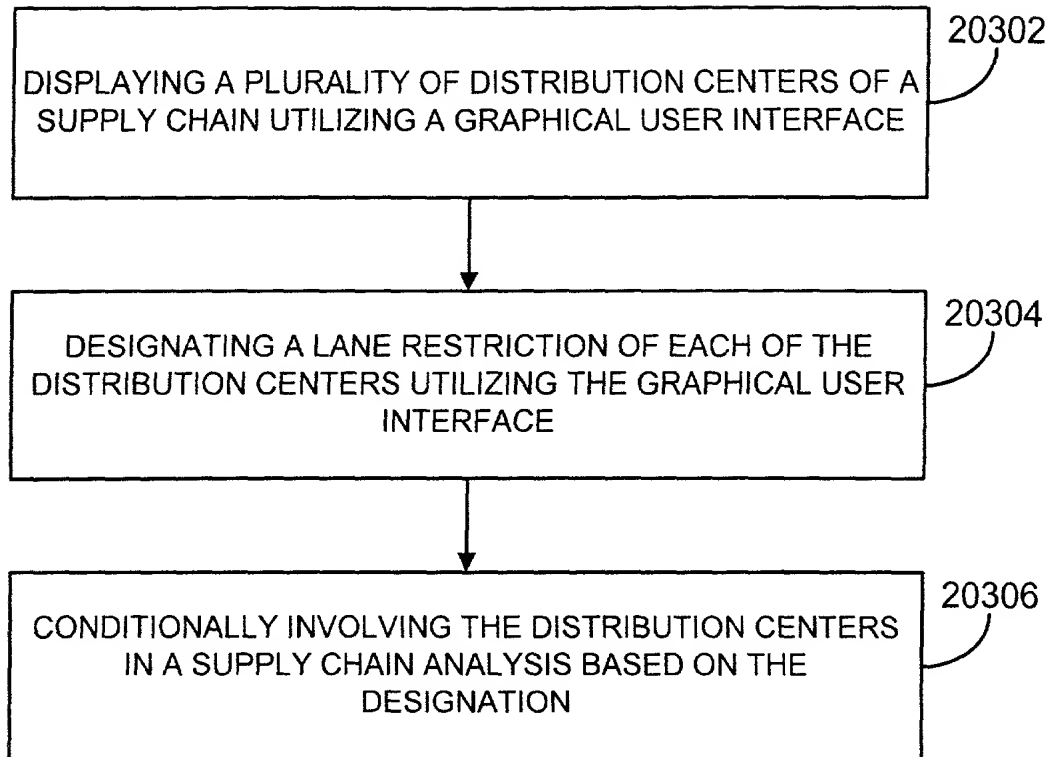 20302
DISPLAYING A PLURALITY OF DISTRIBUTION CENTERS OF A
SUPPLY CHAIN UTILIZING A GRAPHICAL USER INTERFACE
20304
DESIGNATING A LANE RESTRICTION OF EACH OF THE
DISTRIBUTION CENTERS UTILIZING THE GRAPHICAL USER
INTERFACE
20306
CONDITIONALLY INVOLVING THE DISTRIBUTION CENTERS
IN A SUPPLY CHAIN ANALYSIS BASED ON THE
DESIGNATION